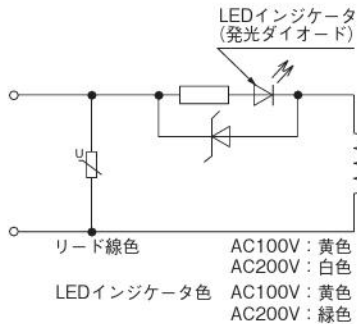 LEDインジケータ
(発光ダイオード)
U
リード線色 AC100V：黄色
AC200V：白色
LEDインジケータ色 AC100V：黄色
AC200V：緑色